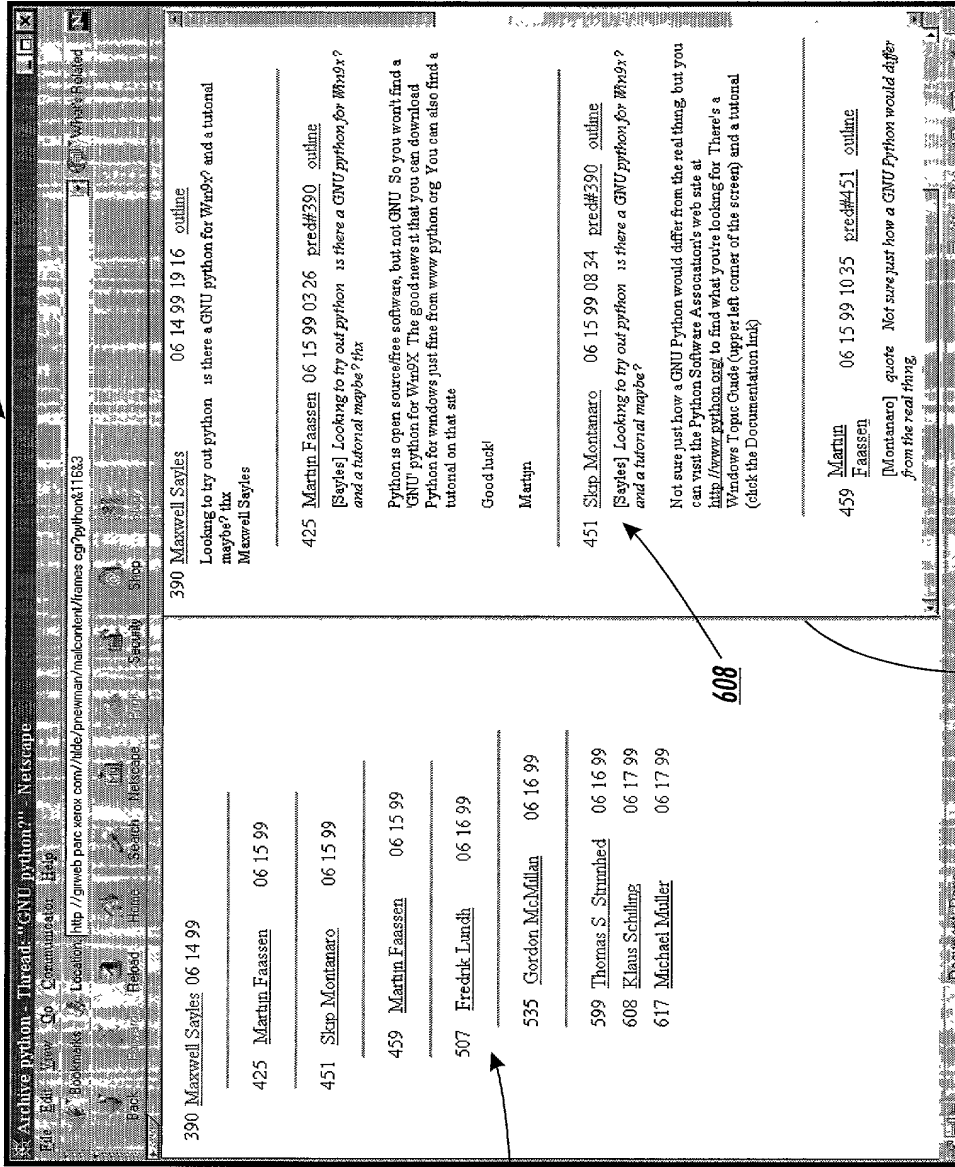 Archive python - Thread: "GNU python?" - Netscape
File Edit View Go Communicator Help
Bookmarks Location http //girweb parc xerox com//tilde/pnewman/mailcontent/frames cgi?python&116&3 What's Related
Back Reload Home Search Netscape Security Shop
390 Maxwell Sayles 06 14 99
425 Martijn Faassen 06 15 99
451 Skip Montanaro 06 15 99
459 Martijn Faassen 06 15 99
507 Fredrik Lundh 06 16 99
535 Gordon McMillan 06 16 99
599 Thomas S Strinnhed 06 16 99
608 Klaus Schilling 06 17 99
617 Michael Muller 06 17 99
390 Maxwell Sayles 06 14 99 19 16 outline
Looking to try out python is there a GNU python for Win9x? and a tutorial
maybe? thx
Maxwell Sayles
425 Martijn Faassen 06 15 99 03 26 pred#390 outline
[Sayles] Looking to try out python is there a GNU python for Win9x?
and a tutorial maybe? thx
Python is open source/free software, but not GNU So you won't find a
'GNU' python for Win9X The good news it that you can download
Python for windows just fine from www python org You can also find a
tutorial on that site
Good luck!
Martijn
451 Skip Montanaro 06 15 99 08 34 pred#390 outline
[Sayles] Looking to try out python is there a GNU python for Win9x?
and a tutorial maybe?
Not sure just how a GNU Python would differ from the real thing, but you
can visit the Python Software Association's web site at
http //www python org/ to find what you're looking for There's a
Windows Topic Guide (upper left corner of the screen) and a tutorial
(click the Documentation link)
459 Martijn 06 15 99 10 35 pred#451 outline
Faassen
[Montanaro] quote Not sure just how a GNU Python would differ
from the real thing,
608